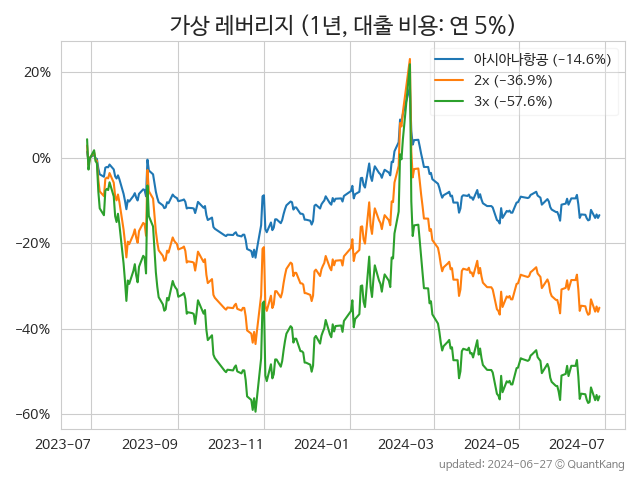 가상 레버리지 (1년, 대출 비용: 연 5%)
아시아나항공 (−14.6%)
2x (−36.9%)
3x (−57.6%)
20%
0%
−20%
−40%
−60%
2023-07 2023-09 2023-11 2024-01 2024-03 2024-05 2024-07
updated: 2024-06-27 © QuantKang